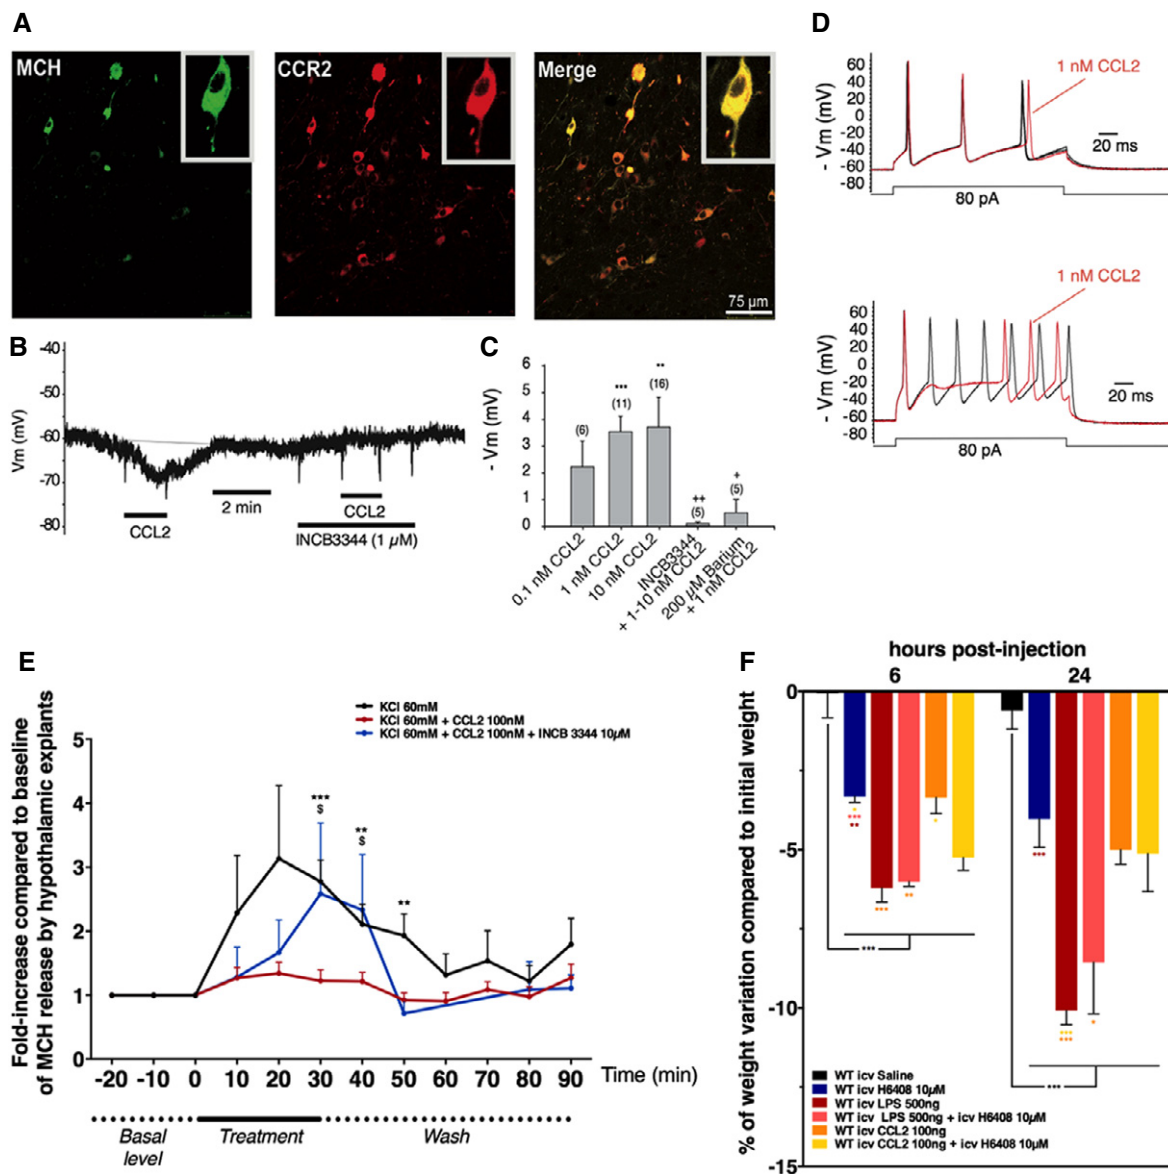 A
MCH
CCR2
Merge
75 µm
B
-40
-50
-60
-70
-80
Vm (mV)
CCL2
2 min
CCL2
INCB3344 (1 µM)
C
6
5
4
3
2
1
0
- Vm (mV)
(6)
***
(11)
**
(16)
++
(5)
+
(5)
0.1 nM CCL2
1 nM CCL2
10 nM CCL2
INCB3344
+ 1-10 nM CCL2
200 µM Barium
+ 1 nM CCL2
D
60
40
20
0
-20
-40
-60
-80
- Vm (mV)
1 nM CCL2
20 ms
80 pA
60
40
20
0
-20
-40
-60
-80
- Vm (mV)
1 nM CCL2
20 ms
80 pA
E
KCl 60mM
KCl 60mM + CCL2 100nM
KCl 60mM + CCL2 100nM + INCB 3344 10µM
Fold-increase compared to baseline
of MCH release by hypothalamic explants
5
4
3
2
1
0
***
$
**
$
**
-20 -10 0 10 20 30 40 50 60 70 80 90
Time (min)
Basal
level
Treatment
Wash
F
hours post-injection
6
24
0
-5
-10
-15
% of weight variation compared to initial weight
*
***
**
***
**
*
***
***
***
***
*
***
WT icv Saline
WT icv H6408 10µM
WT icv LPS 500ng
WT icv LPS 500ng + icv H6408 10µM
WT icv CCL2 100ng
WT icv CCL2 100ng + icv H6408 10µM